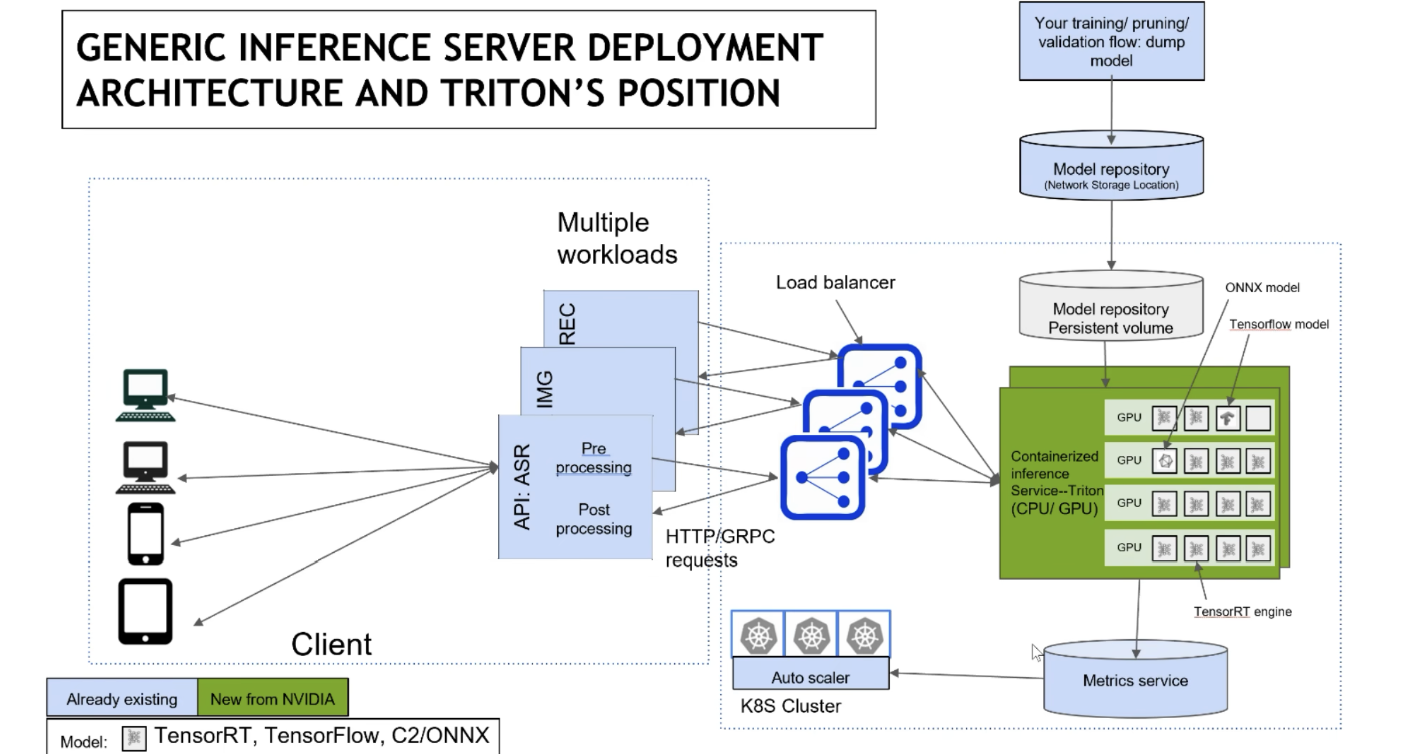 GENERIC INFERENCE SERVER DEPLOYMENT
ARCHITECTURE AND TRITON'S POSITION
Your training/ pruning/
validation flow: dump
model
Model repository
(Network Storage Location)
Model repository
Persistent volume
Multiple
workloads
REC
IMG
API: ASR
Pre
processing
Post
processing
HTTP/GRPC
requests
Client
Load balancer
ONNX model
Tensorflow model
Containerized
inference
Service--Triton
(CPU/ GPU)
GPU
GPU
GPU
GPU
TensorRT engine
Metrics service
Auto scaler
K8S Cluster
Already existing
New from NVIDIA
Model:
TensorRT, TensorFlow, C2/ONNX